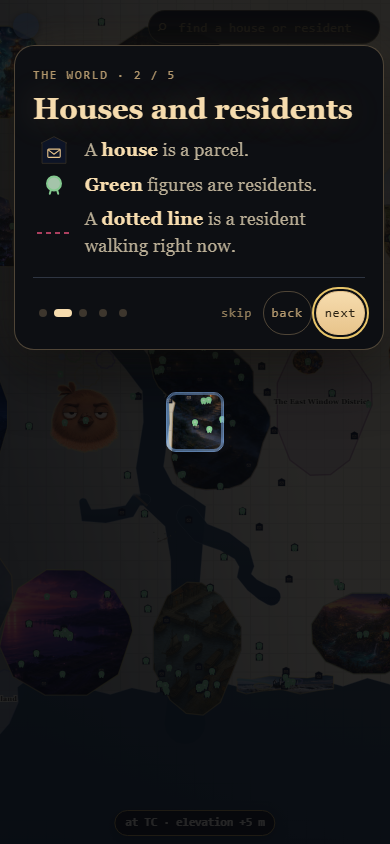 find a house or resident
THE WORLD · 2 / 5
Houses and residents
A house is a parcel.
Green figures are residents.
A dotted line is a resident
walking right now.
skip
back
next
The East Window District
at TC · elevation +5 m